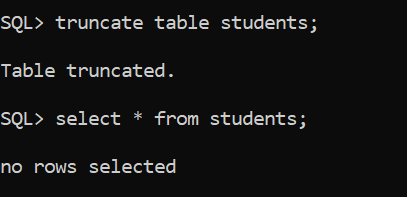 SQL> truncate table students;
Table truncated.
SQL> select * from students;
no rows selected